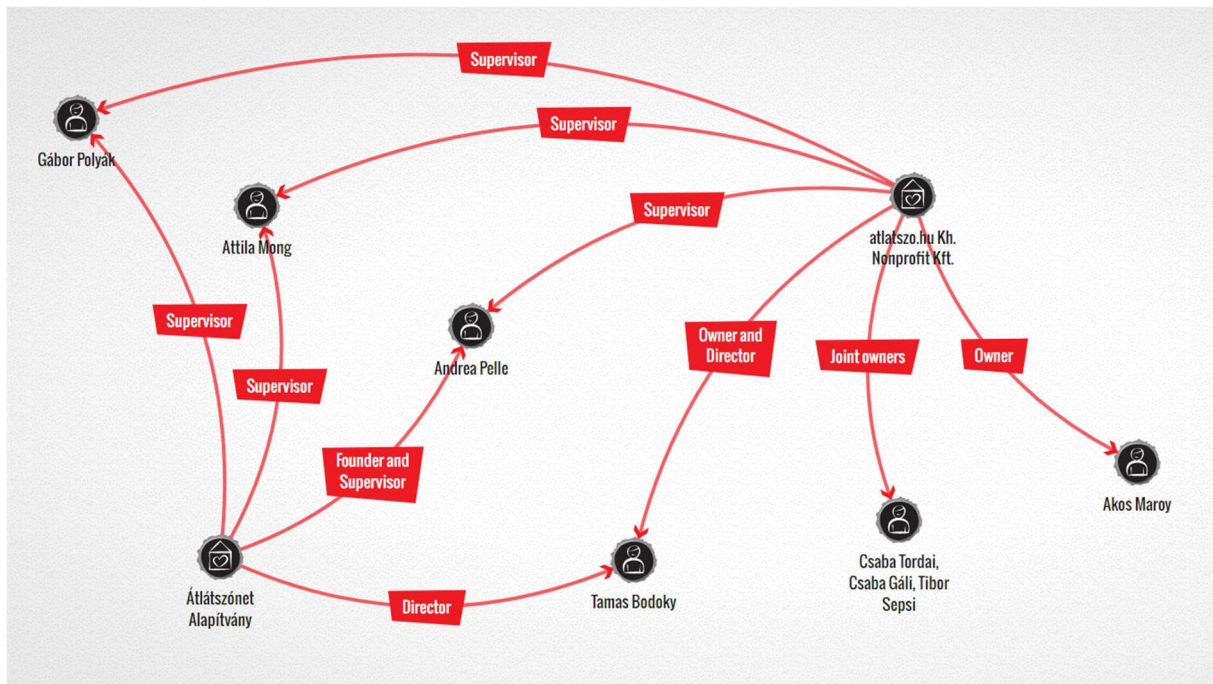 Supervisor
Gábor Polyák
Supervisor
Attila Mong
Supervisor
atlatszo.hu Kh.
Nonprofit Kft.
Supervisor
Supervisor
Andrea Pelle
Owner and
Director
Joint owners
Owner
Founder and
Supervisor
Akos Maroy
Átlátszónet
Alapítvány
Director
Tamas Bodoky
Csaba Tordai,
Csaba Gáli, Tibor
Sepsi